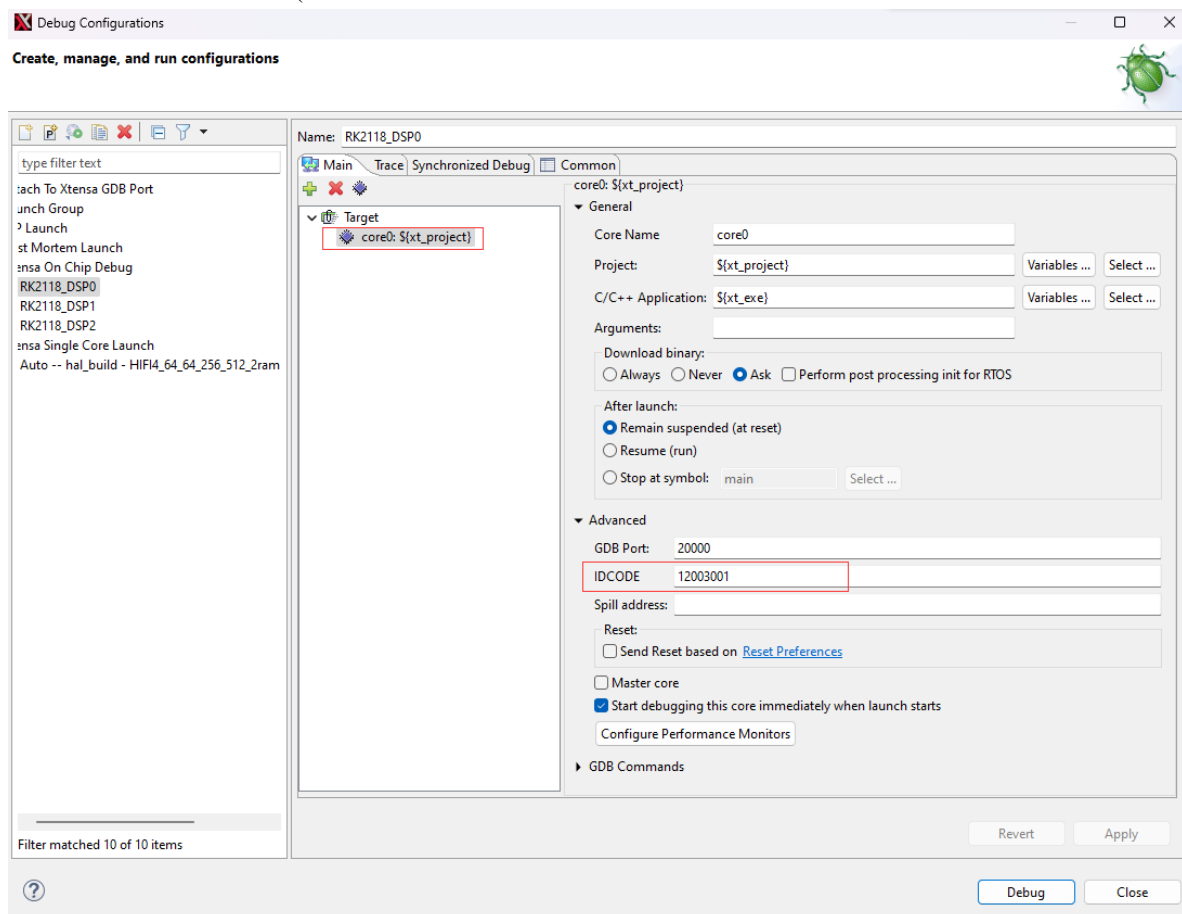 Debug Configurations
Create, manage, and run configurations
type filter text
:ach To Xtensa GDB Port
unch Group
Launch
st Mortem Launch
ensa On Chip Debug
RK2118_DSP0
RK2118_DSP1
RK2118_DSP2
ensa Single Core Launch
Auto -- hal_build - HIFI4_64_64_256_512_2ram
Filter matched 10 of 10 items
Name: RK2118_DSP0
Main Trace Synchronized Debug Common
Target
core0: ${xt_project}
core0: ${xt_project}
General
Core Name core0
Project: ${xt_project} Variables ... Select ...
C/C++ Application: ${xt_exe} Variables ... Select ...
Arguments:
Download binary:
Always Never Ask Perform post processing init for RTOS
After launch:
Remain suspended (at reset)
Resume (run)
Stop at symbol: main Select ...
Advanced
GDB Port: 20000
IDCODE 12003001
Spill address:
Reset:
Send Reset based on Reset Preferences
Master core
Start debugging this core immediately when launch starts
Configure Performance Monitors
GDB Commands
Revert Apply
Debug Close